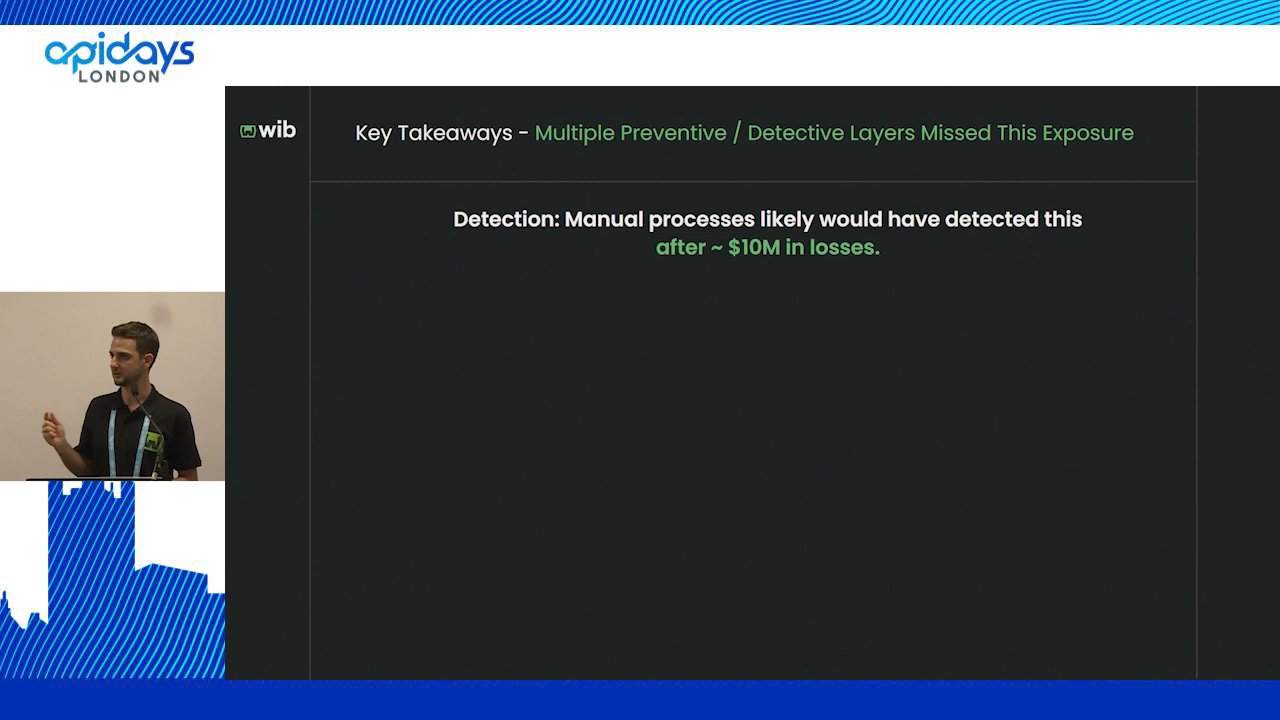 apidays
LONDON
wib
Key Takeaways - Multiple Preventive / Detective Layers Missed This Exposure
Detection: Manual processes likely would have detected this
after ~ $10M in losses.